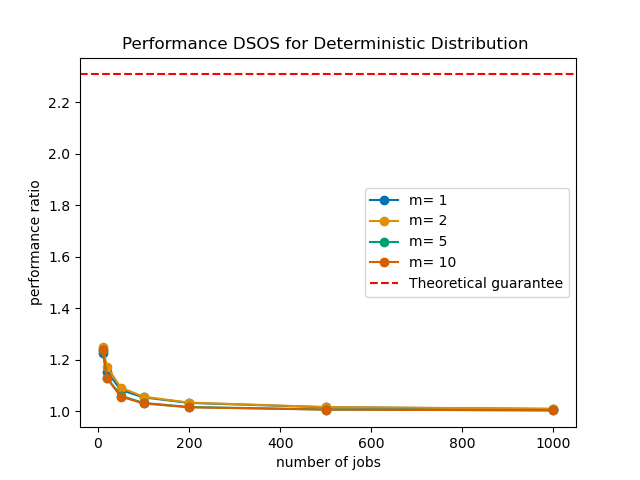 Performance DSOS for Deterministic Distribution
performance ratio
2.2
2.0
1.8
1.6
1.4
1.2
1.0
m= 1
m= 2
m= 5
m= 10
Theoretical guarantee
0 200 400 600 800 1000
number of jobs